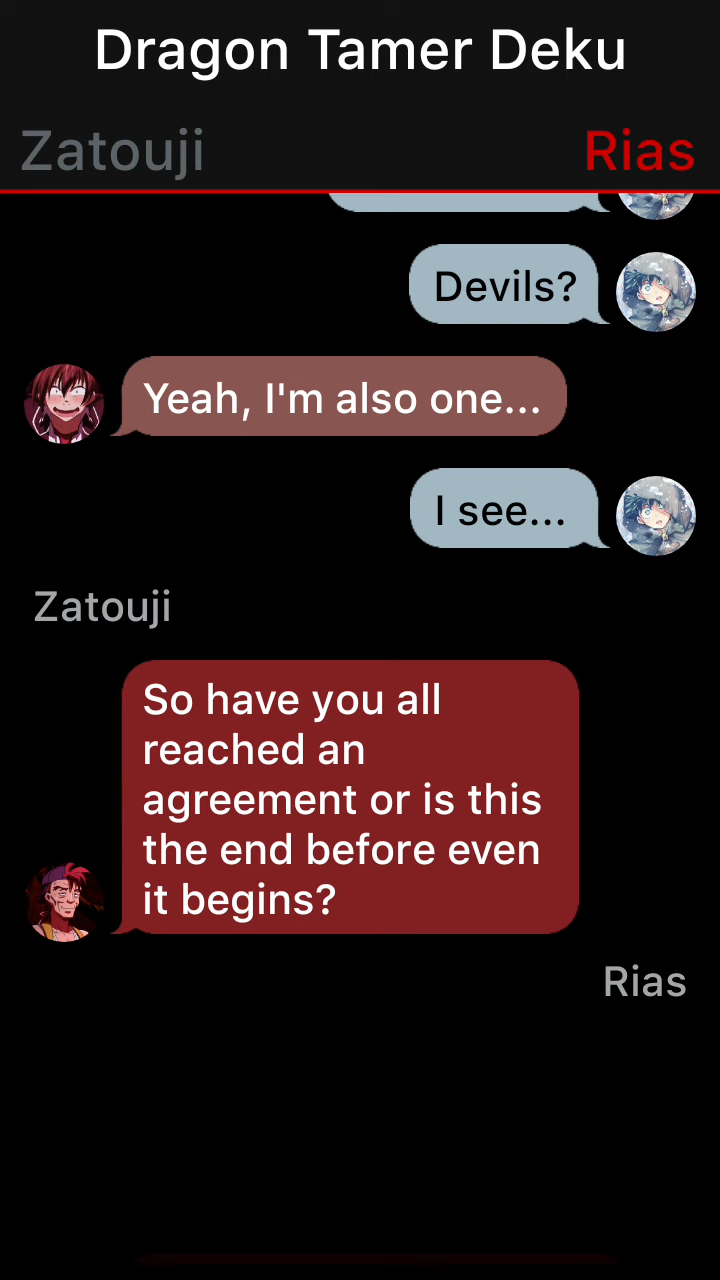 Dragon Tamer Deku
Zatouji
Rias
Devils?
Yeah, I'm also one...
I see...
Zatouji
So have you all
reached an
agreement or is this
the end before even
it begins?
Rias